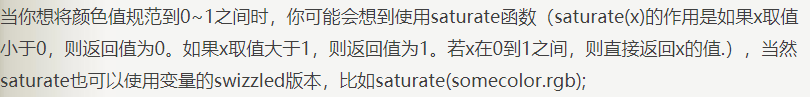 当你想将颜色值规范到0~1之间时，你可能会想到使用saturate函数（saturate(x)的作用是如果x取值
小于0，则返回值为0。如果x取值大于1，则返回值为1。若x在0到1之间，则直接返回x的值.），当然
saturate也可以使用变量的swizzled版本，比如saturate(somecolor.rgb);